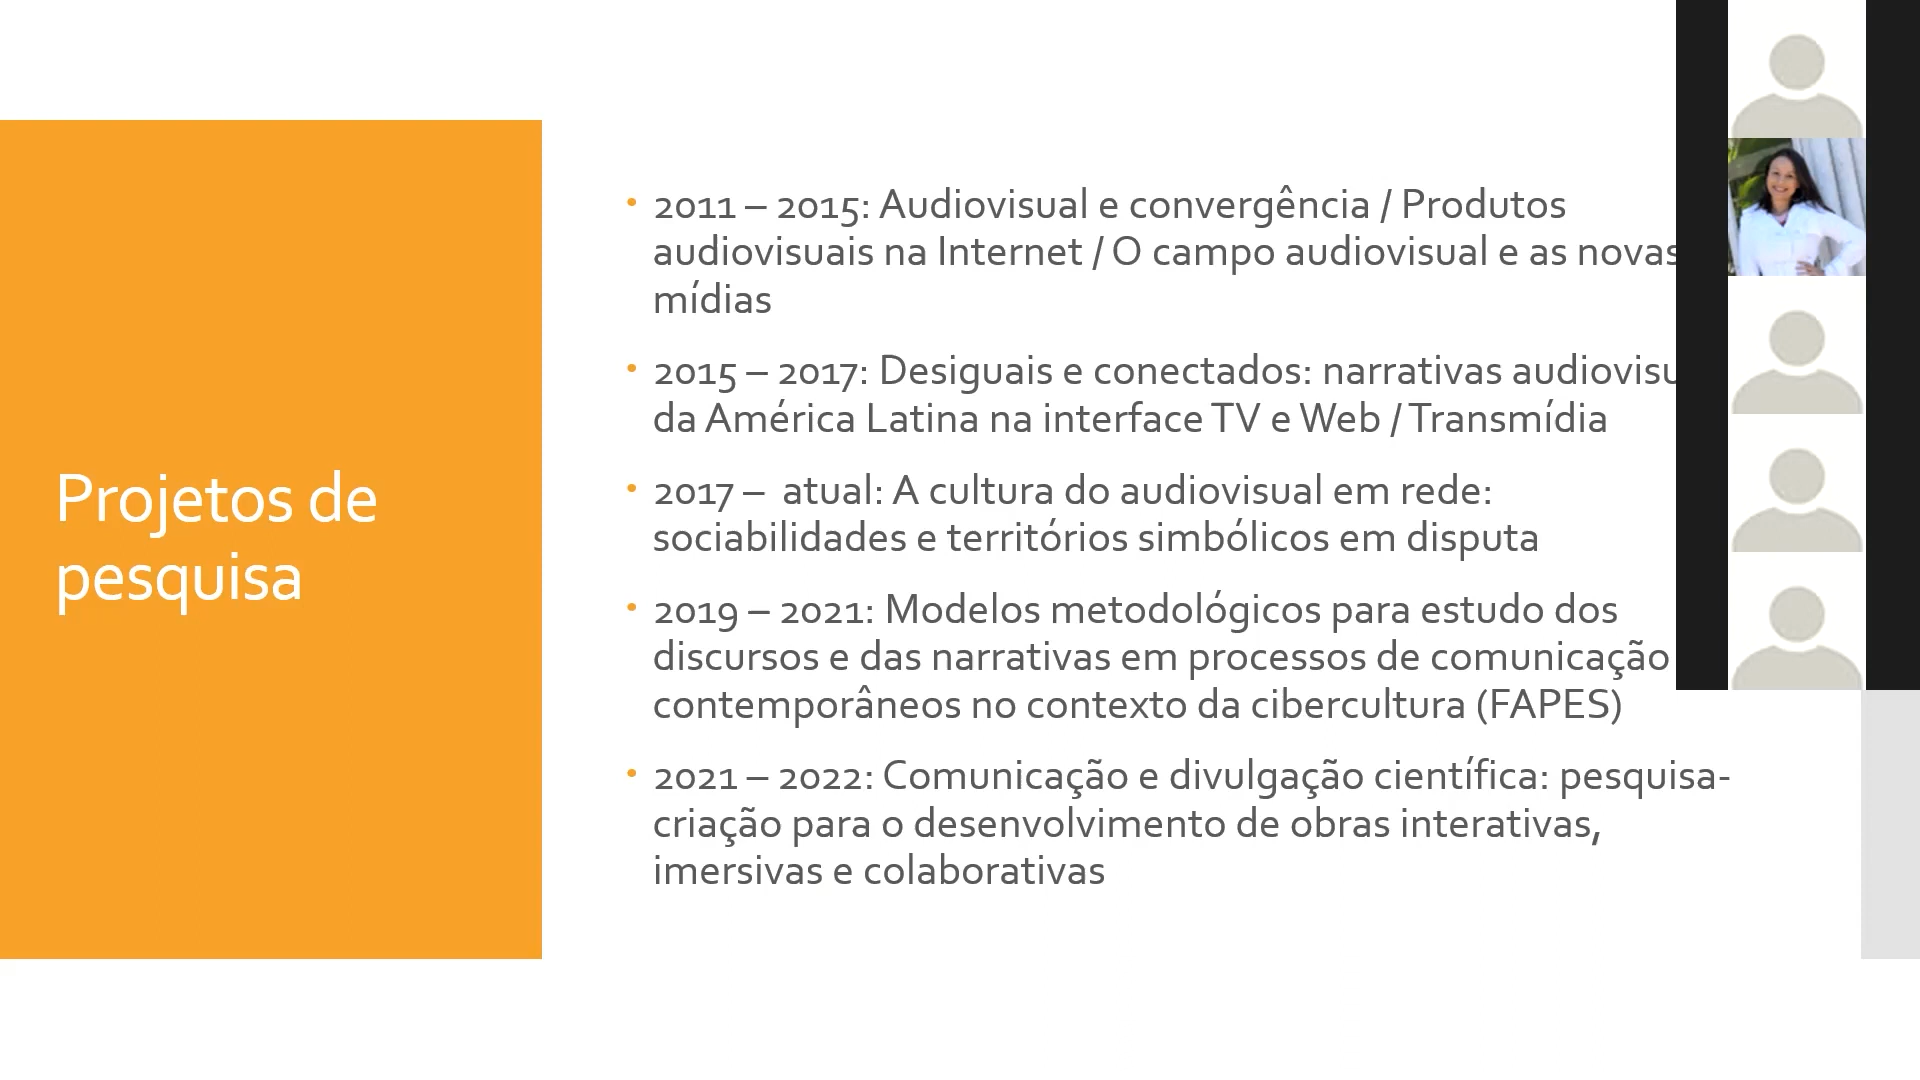 Projetos de
pesquisa
• 2011 – 2015: Audiovisual e convergência / Produtos
audiovisuais na Internet / O campo audiovisual e as novas
mídias
• 2015 – 2017: Desiguais e conectados: narrativas
da América Latina na interface TV e Web / Transmídia
• 2017 – atual: A cultura do audiovisual em rede:
sociabilidades e territórios simbólicos em disputa
• 2019 – 2021: Modelos metodológicos para estudo dos
discursos e das narrativas em processos de comunicação
contemporâneos no contexto da cibercultura (FAPES)
• 2021 – 2022: Comunicação e divulgação científica: pesquisa-
criação para o desenvolvimento de obras interativas,
imersivas e colaborativas